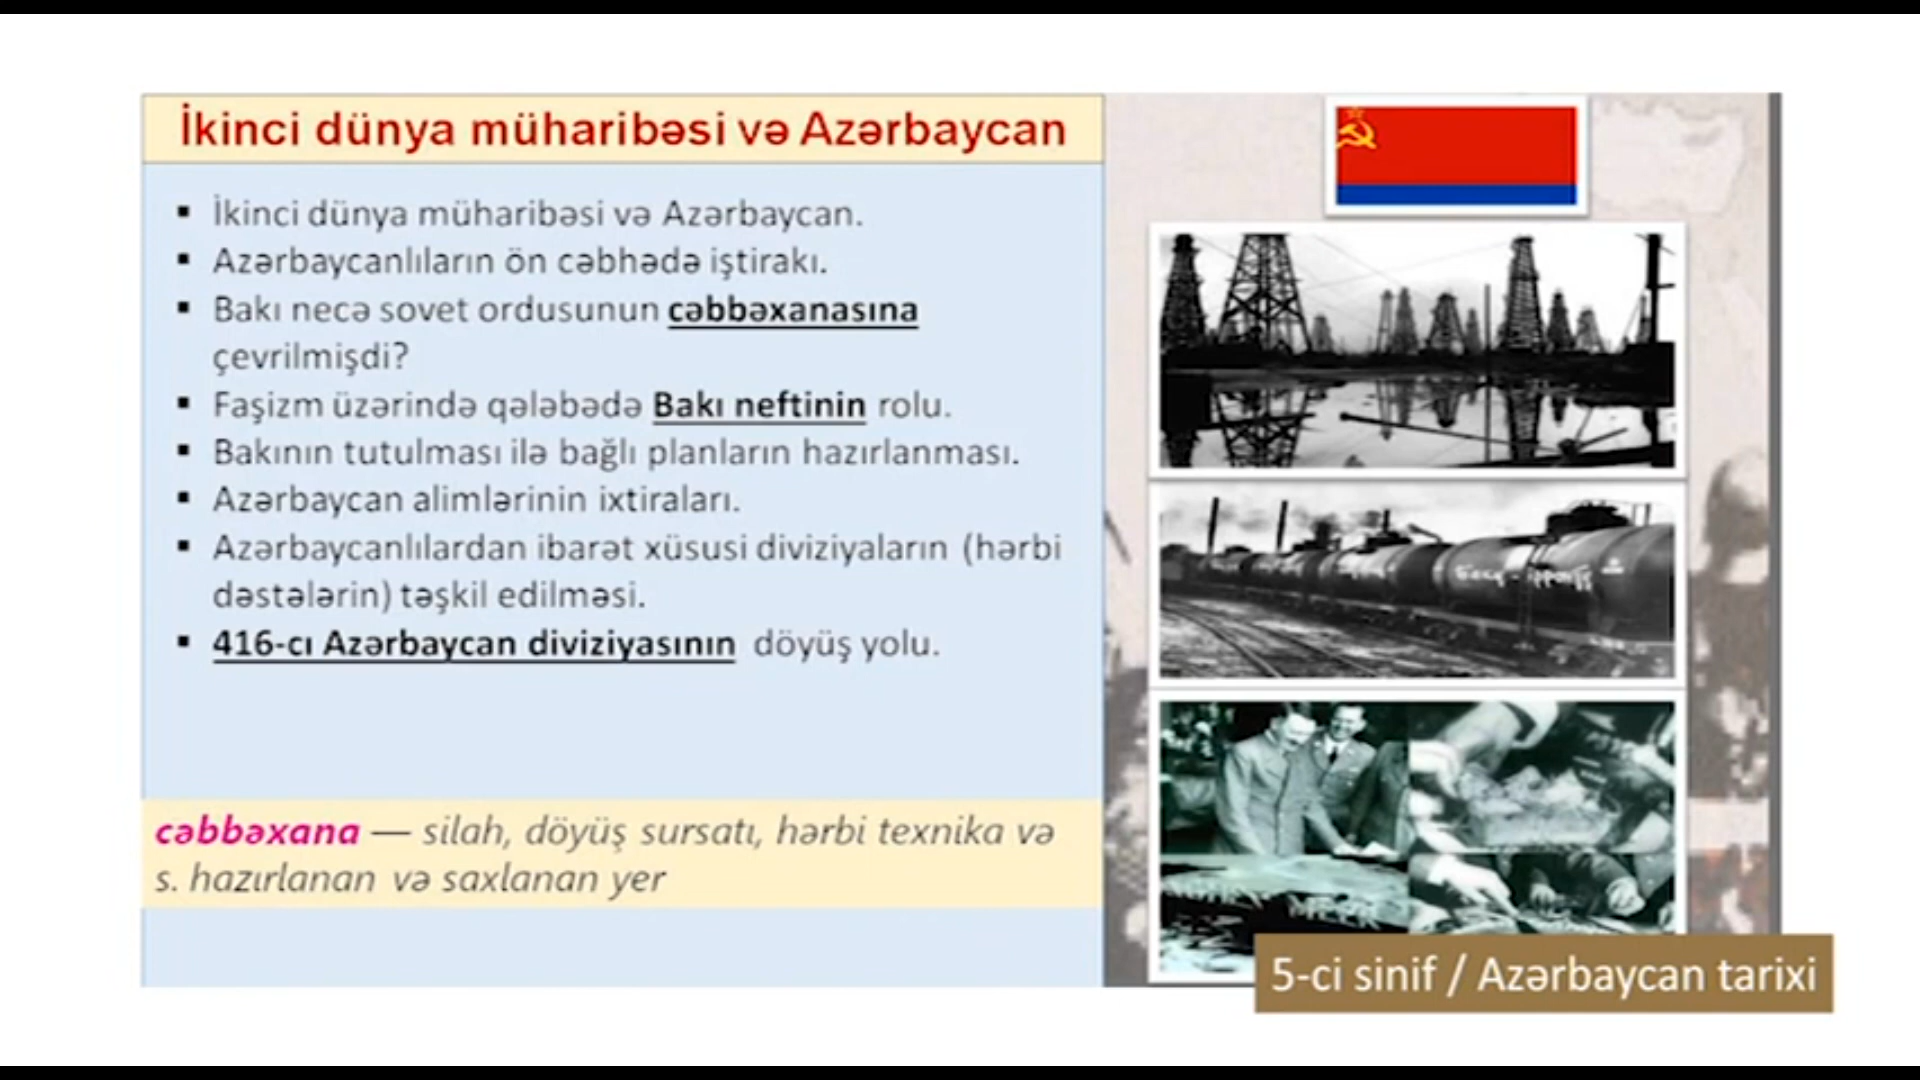 İkinci dünya müharibəsi və Azərbaycan
▪ İkinci dünya müharibəsi və Azərbaycan.
▪ Azərbaycanlıların ön cəbhədə iştirakı.
▪ Bakı necə sovet ordusunun cəbbəxanasına
çevrilmişdi?
▪ Faşizm üzərində qələbədə Bakı neftinin rolu.
▪ Bakının tutulması ilə bağlı planların hazırlanması.
▪ Azərbaycan alimlərinin ixtiraları.
▪ Azərbaycanlılardan ibarət xüsusi diviziyaların (hərbi
dəstələrin) təşkil edilməsi.
▪ 416-cı Azərbaycan diviziyasının döyüş yolu.
cəbbəxana — silah, döyüş sursatı, hərbi texnika və
s. hazırlanan və saxlanan yer
5-ci sinif / Azərbaycan tarixi